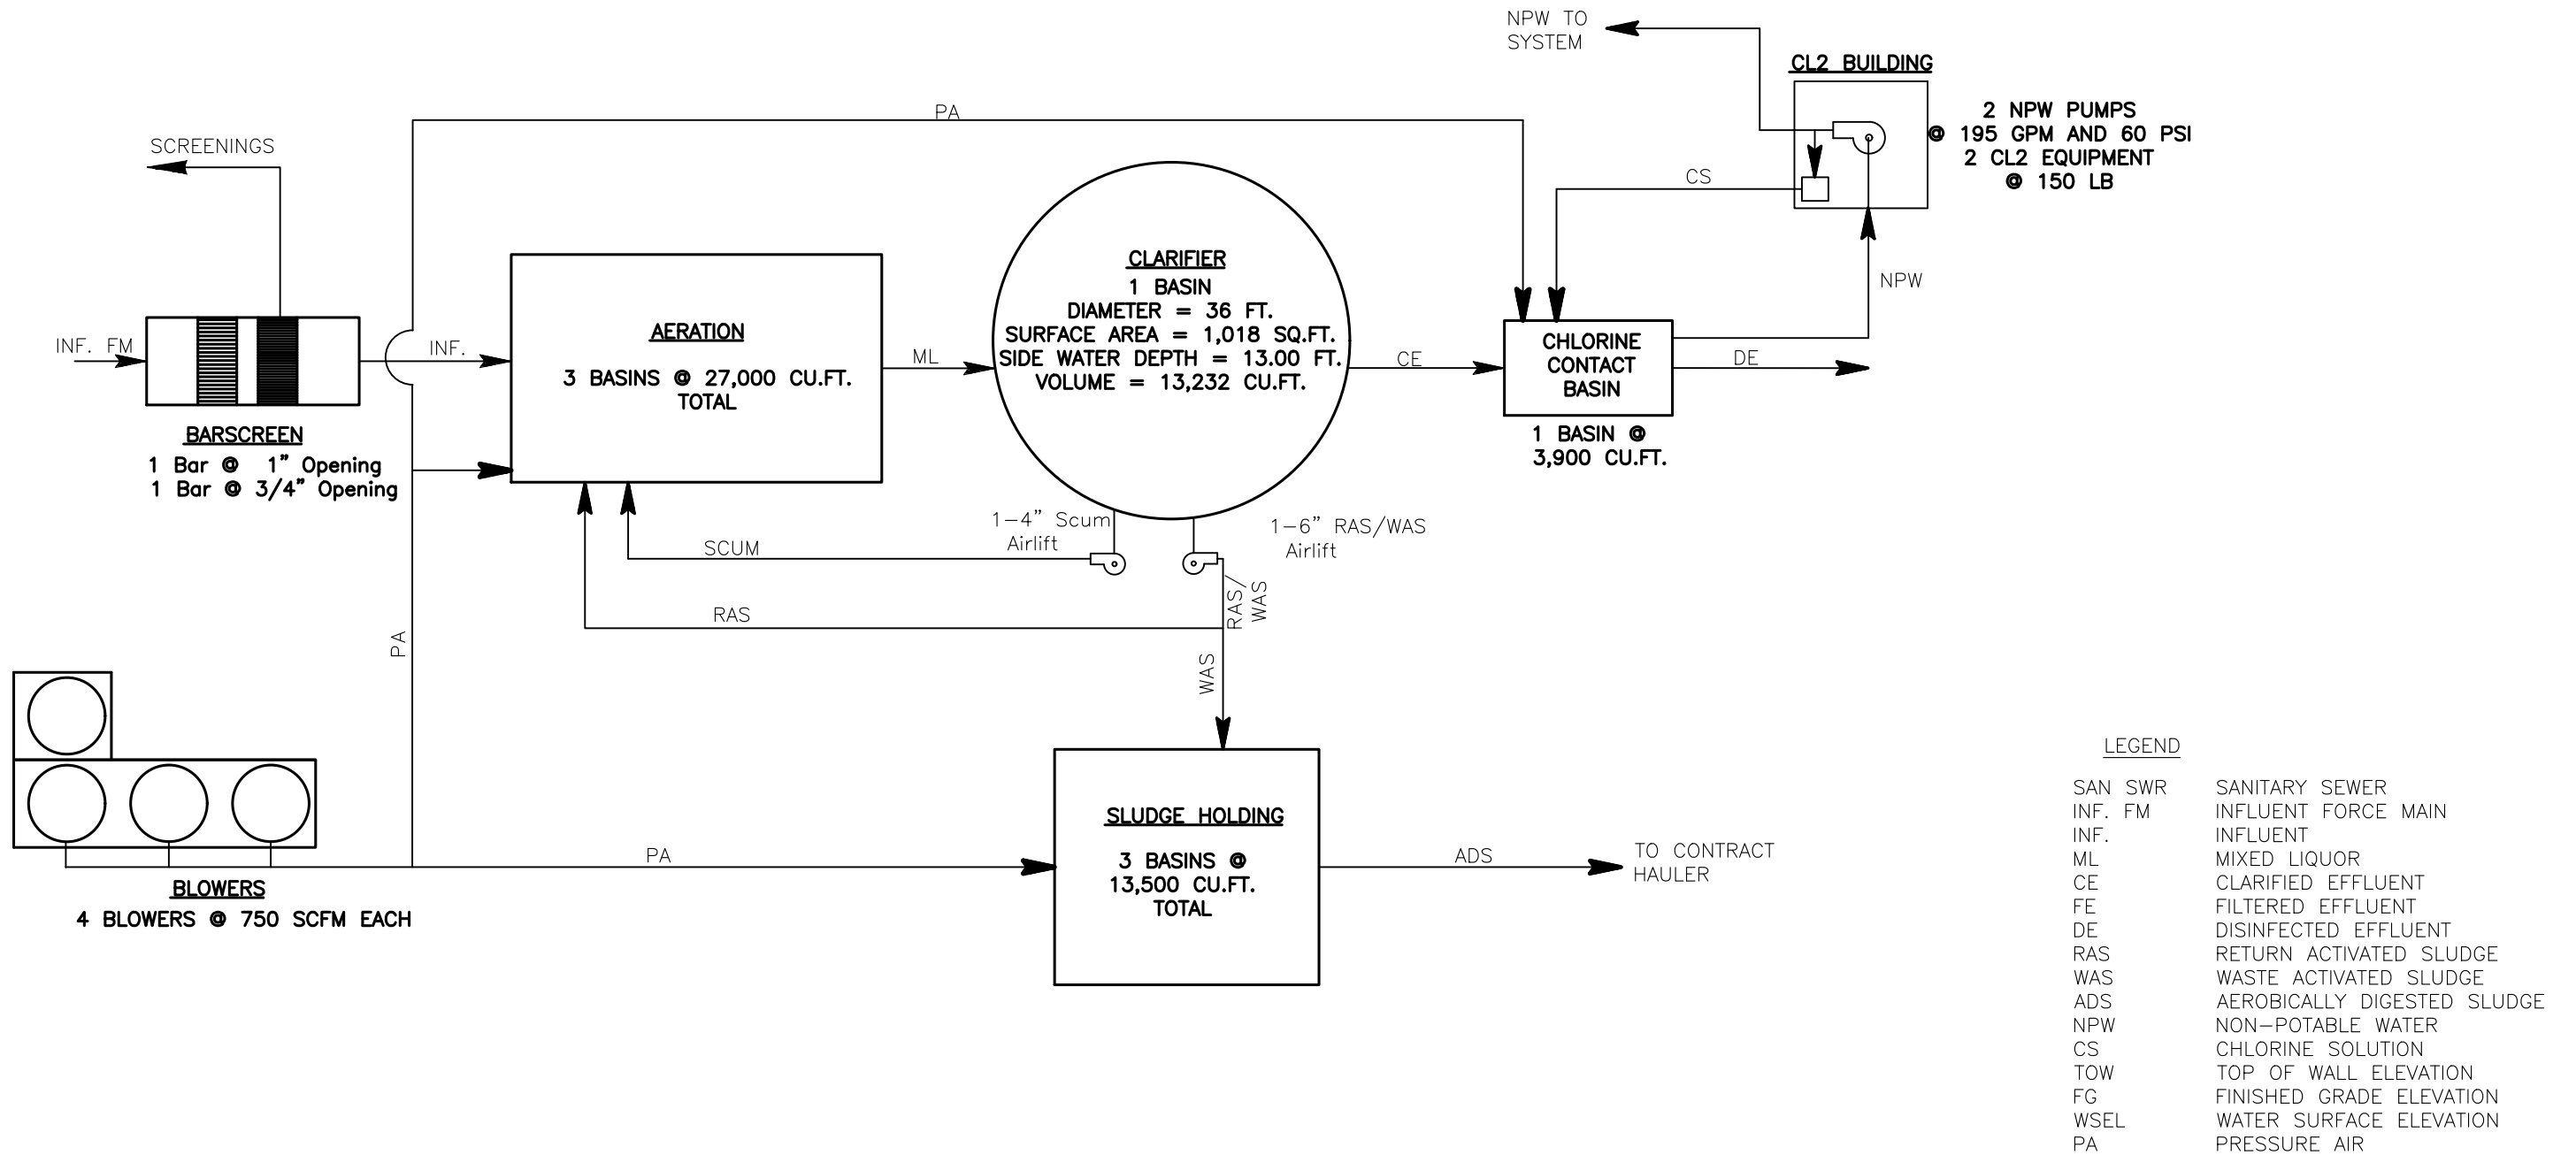 NPW TO
SYSTEM
CL2 BUILDING
2 NPW PUMPS
@ 195 GPM AND 60 PSI
2 CL2 EQUIPMENT
@ 150 LB
PA
SCREENINGS
CS
NPW
INF. FM
INF.
BARSCREEN
1 Bar @ 1" Opening
1 Bar @ 3/4" Opening
AERATION
3 BASINS @ 27,000 CU.FT.
TOTAL
ML
CLARIFIER
1 BASIN
DIAMETER = 36 FT.
SURFACE AREA = 1,018 SQ.FT.
SIDE WATER DEPTH = 13.00 FT.
VOLUME = 13,232 CU.FT.
CE
CHLORINE
CONTACT
BASIN
DE
1 BASIN @
3,900 CU.FT.
1-4" Scum
Airlift
1-6" RAS/WAS
Airlift
SCUM
RAS/
WAS
RAS
PA
WAS
BLOWERS
4 BLOWERS @ 750 SCFM EACH
PA
SLUDGE HOLDING
3 BASINS @
13,500 CU.FT.
TOTAL
ADS
TO CONTRACT
HAULER
LEGEND
SAN SWR SANITARY SEWER
INF. FM INFLUENT FORCE MAIN
INF. INFLUENT
ML MIXED LIQUOR
CE CLARIFIED EFFLUENT
FE FILTERED EFFLUENT
DE DISINFECTED EFFLUENT
RAS RETURN ACTIVATED SLUDGE
WAS WASTE ACTIVATED SLUDGE
ADS AEROBICALLY DIGESTED SLUDGE
NPW NON-POTABLE WATER
CS CHLORINE SOLUTION
TOW TOP OF WALL ELEVATION
FG FINISHED GRADE ELEVATION
WSEL WATER SURFACE ELEVATION
PA PRESSURE AIR